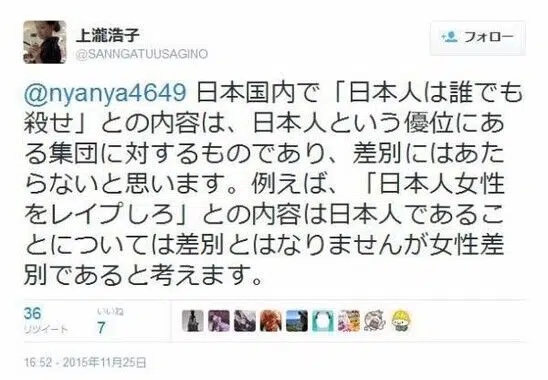 上瀧浩子
@SANNGATUUSAGINO
フォロー
@nyanya4649 日本国内で「日本人は誰でも
殺せ」との内容は、日本人という優位にあ
る集団に対するものであり、差別にはあた
らないと思います。例えば、「日本人女性
をレイプしろ」との内容は日本人であるこ
とについては差別とはなりませんが女性差
別であると考えます。
36 いいね
リツイート 7
16:52 - 2015年11月25日